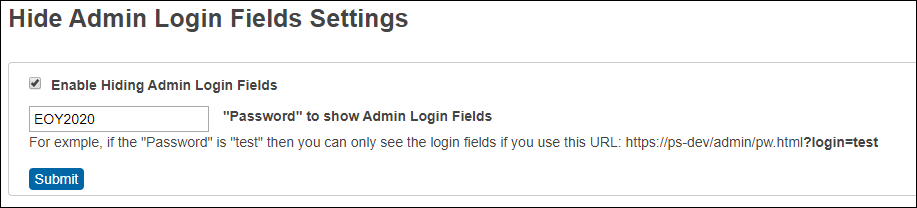 Hide Admin Login Fields Settings
Enable Hiding Admin Login Fields
EOY2020 "Password" to show Admin Login Fields
For exmple, if the "Password" is "test" then you can only see the login fields if you use this URL: https://ps-dev/admin/pw.html?login=test
Submit